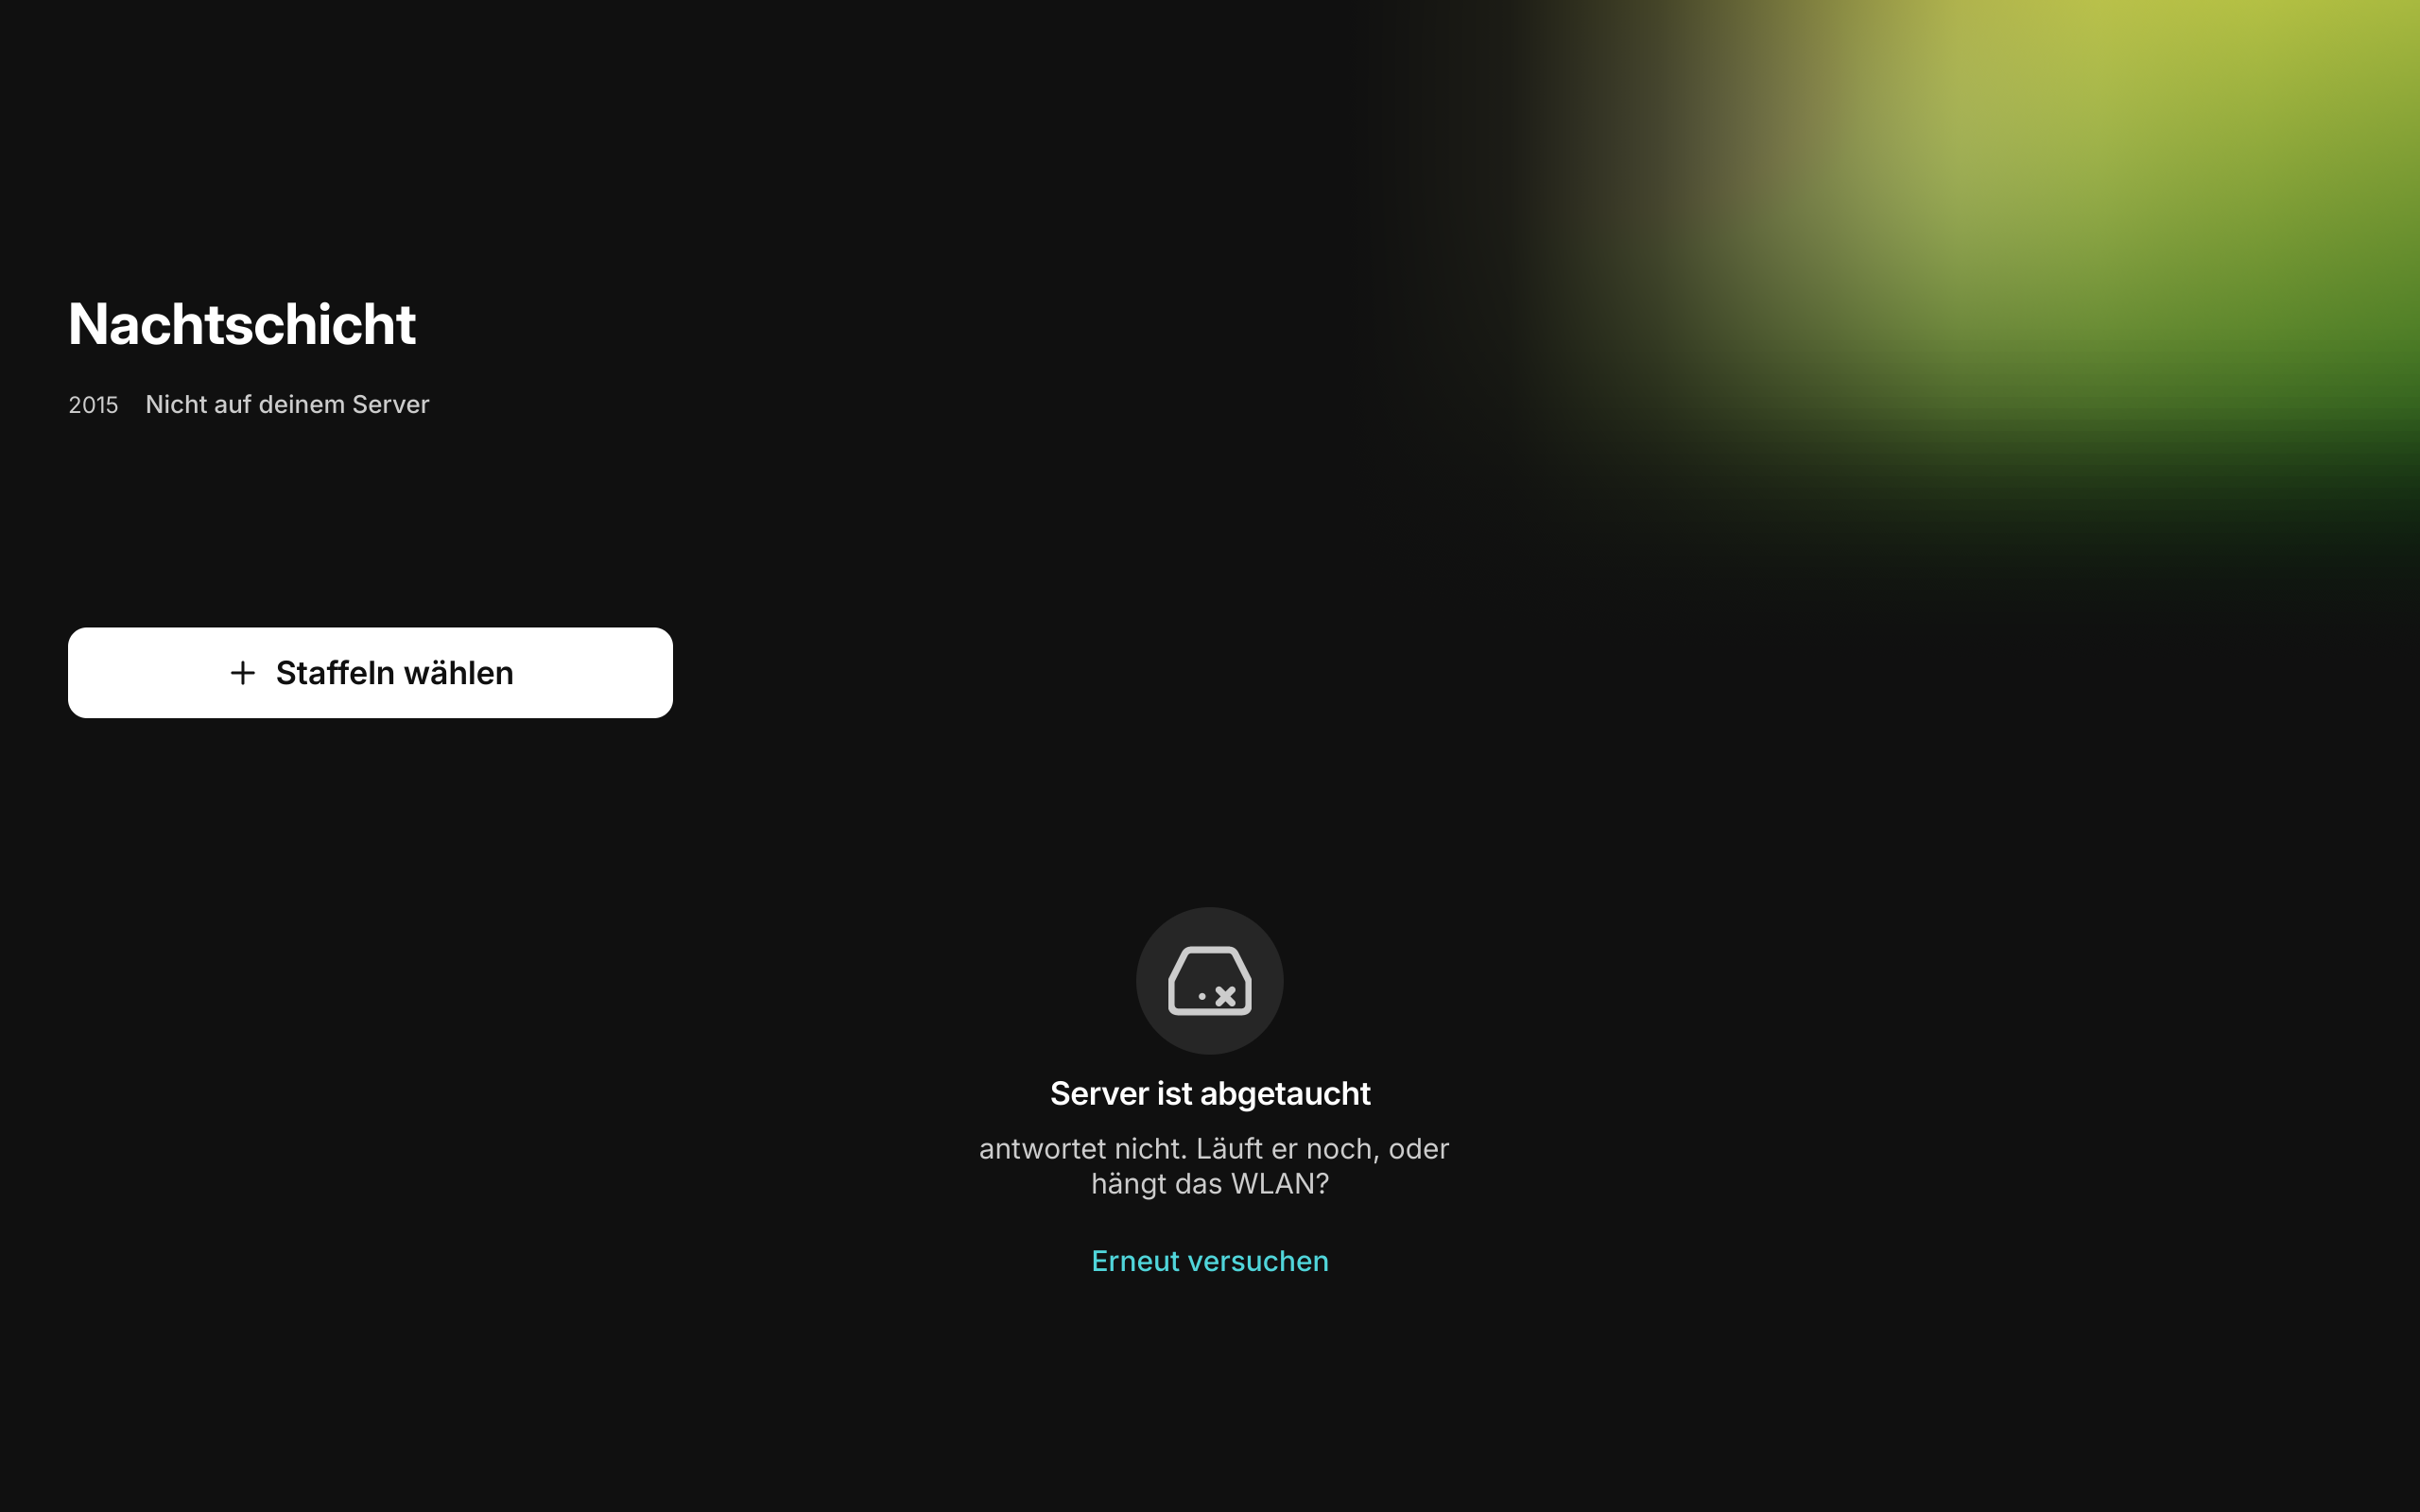 Nachtschicht
2015 Nicht auf deinem Server
Staffeln wählen
Server ist abgetaucht
antwortet nicht. Läuft er noch, oder
hängt das WLAN?
Erneut versuchen